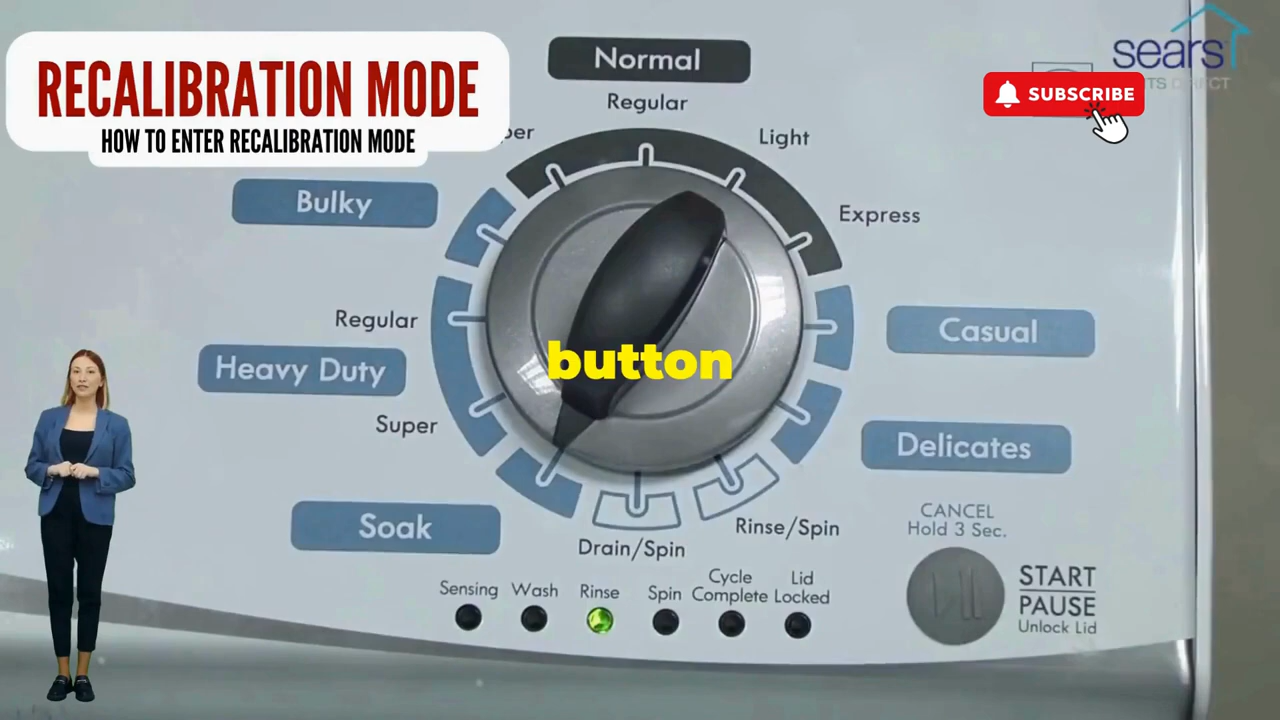 sears
RECALIBRATION MODE
HOW TO ENTER RECALIBRATION MODE
SUBSCRIBE
DIRECT
Normal
Regular
Light
Express
Bulky
Regular
Heavy Duty
Super
Casual
button
Delicates
Soak
Rinse/Spin
Drain/Spin
CANCEL
Hold 3 Sec.
START
PAUSE
Unlock Lid
Sensing
Wash
Rinse
Spin
Cycle
Complete
Lid
Locked